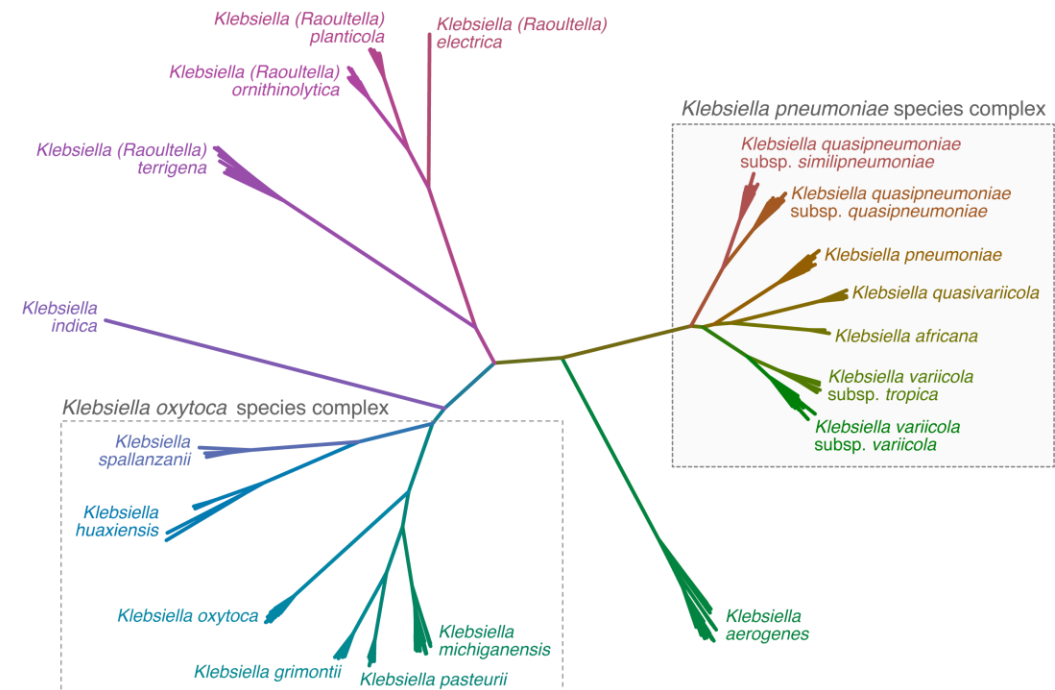 Klebsiella (Raoultella)
planticola
Klebsiella (Raoultella)
electrica
Klebsiella (Raoultella)
ornithinolytica
Klebsiella (Raoultella)
terrigena
Klebsiella pneumoniae species complex
Klebsiella quasipneumoniae
subsp. similipneumoniae
Klebsiella quasipneumoniae
subsp. quasipneumoniae
Klebsiella pneumoniae
Klebsiella quasivariicola
Klebsiella africana
Klebsiella variicola
subsp. tropica
Klebsiella variicola
subsp. variicola
Klebsiella
indica
Klebsiella oxytoca species complex
Klebsiella
spallanzanii
Klebsiella
huaxiensis
Klebsiella oxytoca
Klebsiella grimontii
Klebsiella pasteurii
Klebsiella
michiganensis
Klebsiella
aerogenes